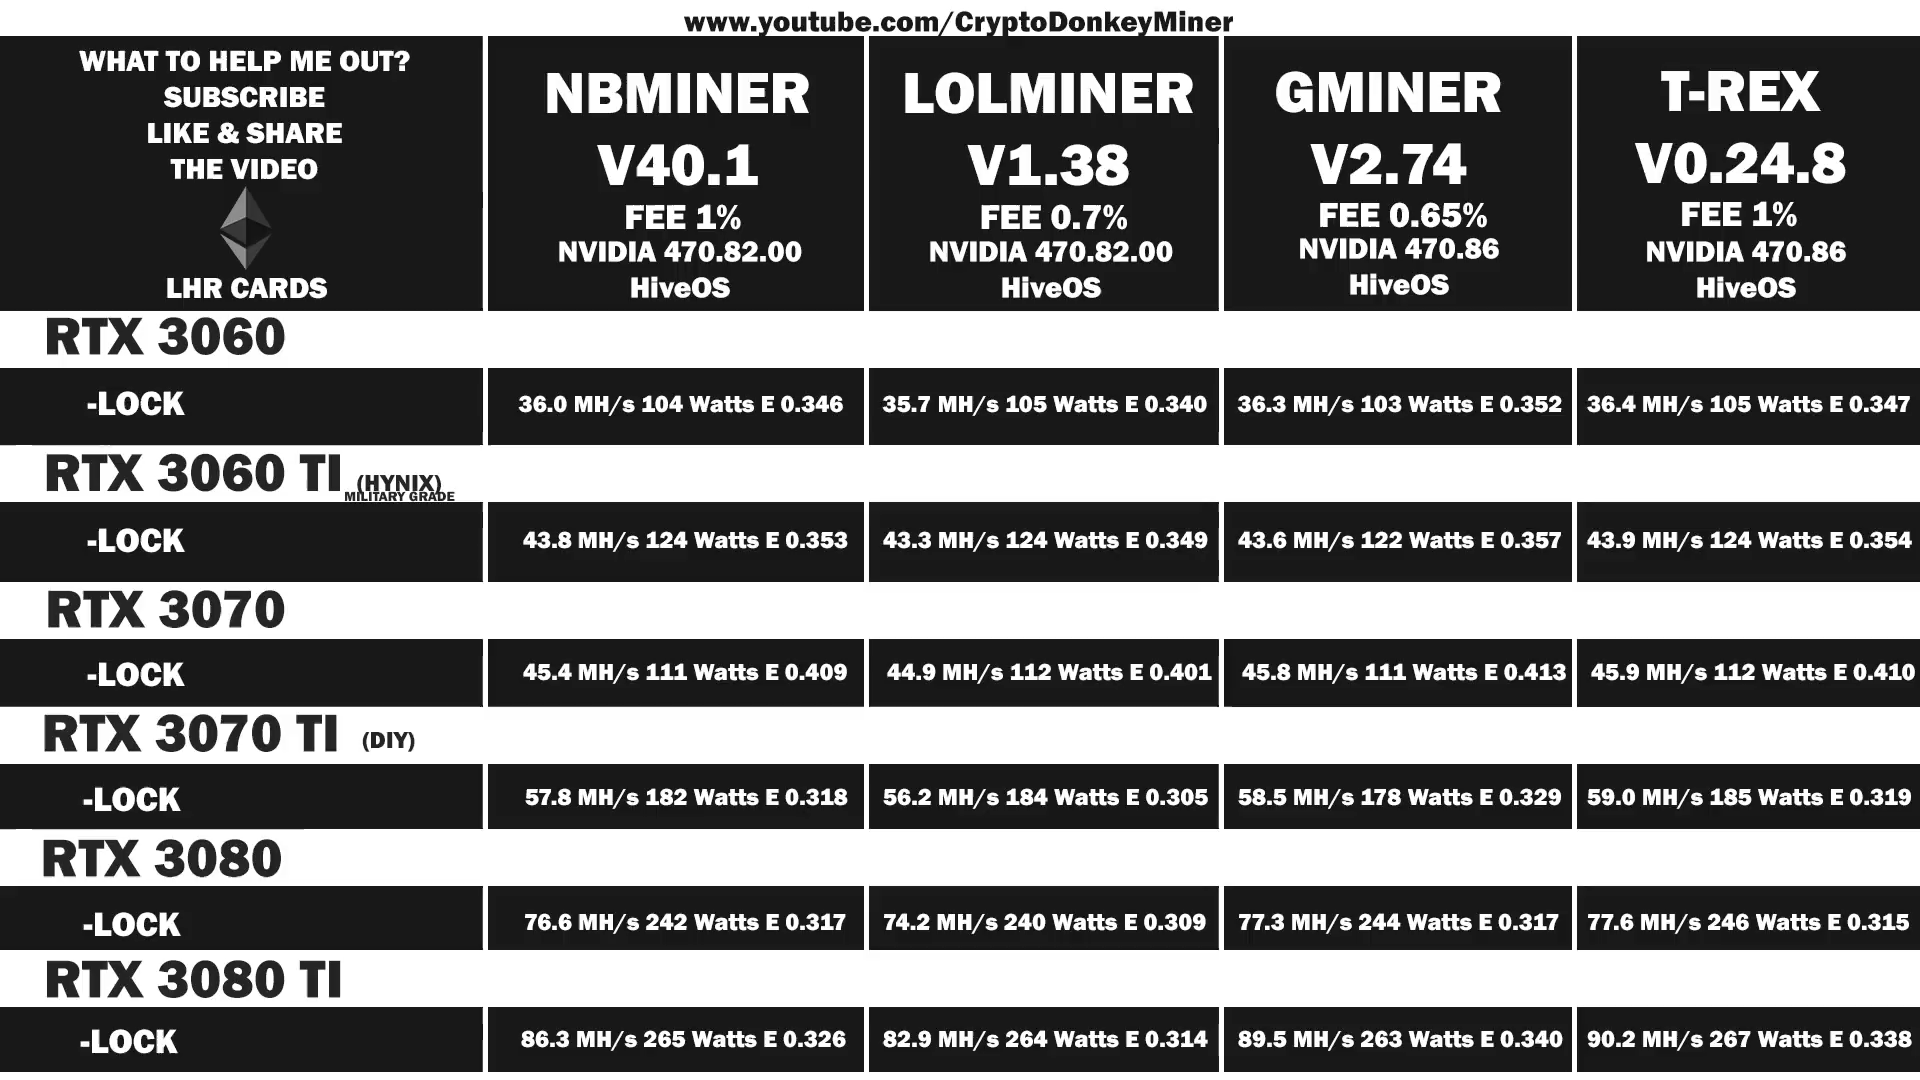 www.youtube.com/CryptoDonkeyMiner
WHAT TO HELP ME OUT?
SUBSCRIBE
LIKE & SHARE
THE VIDEO
LHR CARDS
NBMINER
V40.1
FEE 1%
NVIDIA 470.82.00
HiveOS
LOLMINER
V1.38
FEE 0.7%
NVIDIA 470.82.00
HiveOS
GMINER
V2.74
FEE 0.65%
NVIDIA 470.86
HiveOS
T-REX
V0.24.8
FEE 1%
NVIDIA 470.86
HiveOS
RTX 3060
-LOCK 36.0 MH/s 104 Watts E 0.346 35.7 MH/s 105 Watts E 0.340 36.3 MH/s 103 Watts E 0.352 36.4 MH/s 105 Watts E 0.347
RTX 3060 TI (HYNIX)
MILITARY GRADE
-LOCK 43.8 MH/s 124 Watts E 0.353 43.3 MH/s 124 Watts E 0.349 43.6 MH/s 122 Watts E 0.357 43.9 MH/s 124 Watts E 0.354
RTX 3070
-LOCK 45.4 MH/s 111 Watts E 0.409 44.9 MH/s 112 Watts E 0.401 45.8 MH/s 111 Watts E 0.413 45.9 MH/s 112 Watts E 0.410
RTX 3070 TI (DIY)
-LOCK 57.8 MH/s 182 Watts E 0.318 56.2 MH/s 184 Watts E 0.305 58.5 MH/s 178 Watts E 0.329 59.0 MH/s 185 Watts E 0.319
RTX 3080
-LOCK 76.6 MH/s 242 Watts E 0.317 74.2 MH/s 240 Watts E 0.309 77.3 MH/s 244 Watts E 0.317 77.6 MH/s 246 Watts E 0.315
RTX 3080 TI
-LOCK 86.3 MH/s 265 Watts E 0.326 82.9 MH/s 264 Watts E 0.314 89.5 MH/s 263 Watts E 0.340 90.2 MH/s 267 Watts E 0.338